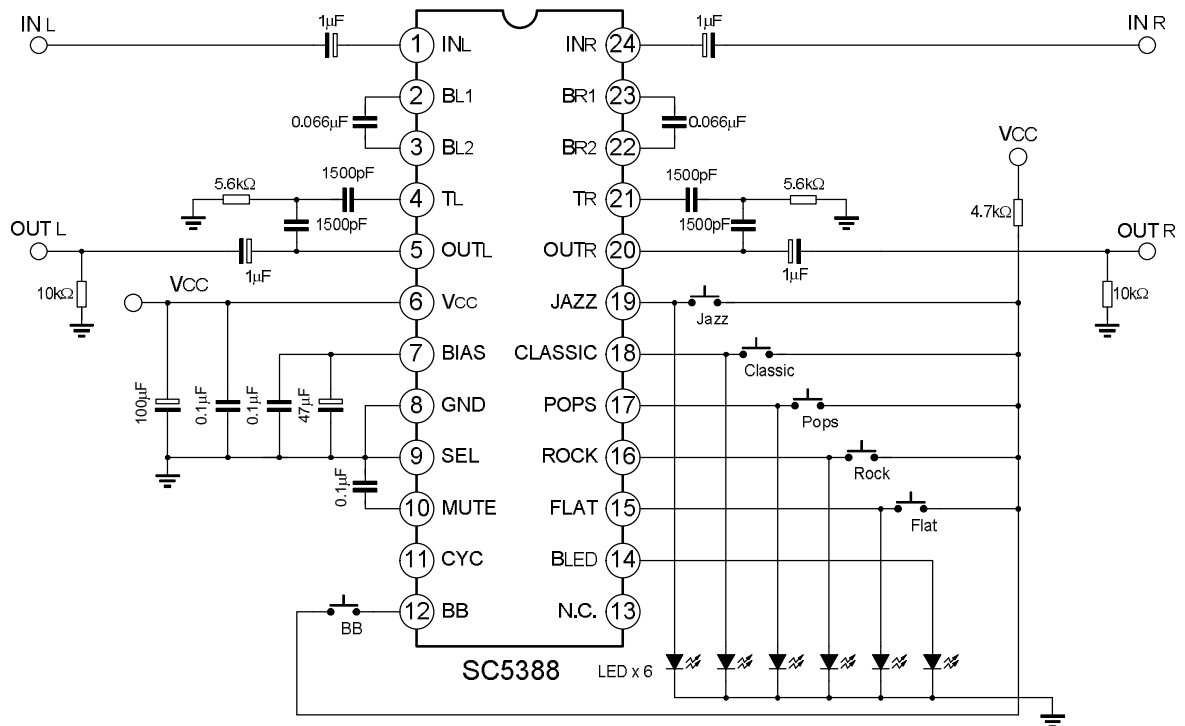 IN L
1µF
1 INL
INR 24
1µF
IN R
2 BL1
BR1 23
0.066µF
0.066µF
3 BL2
BR2 22
VCC
5.6kΩ
1500pF
4 TL
TR 21
1500pF
5.6kΩ
1500pF
1500pF
4.7kΩ
OUT L
1µF
5 OUTL
OUTR 20
1µF
OUT R
10kΩ
VCC
6 VCC
JAZZ 19
Jazz
10kΩ
7 BIAS
CLASSIC 18
Classic
100µF
0.1µF
0.1µF
47µF
8 GND
POPS 17
Pops
9 SEL
ROCK 16
Rock
0.1µF
10 MUTE
FLAT 15
Flat
11 CYC
BLED 14
12 BB
N.C. 13
BB
SC5388
LED x 6